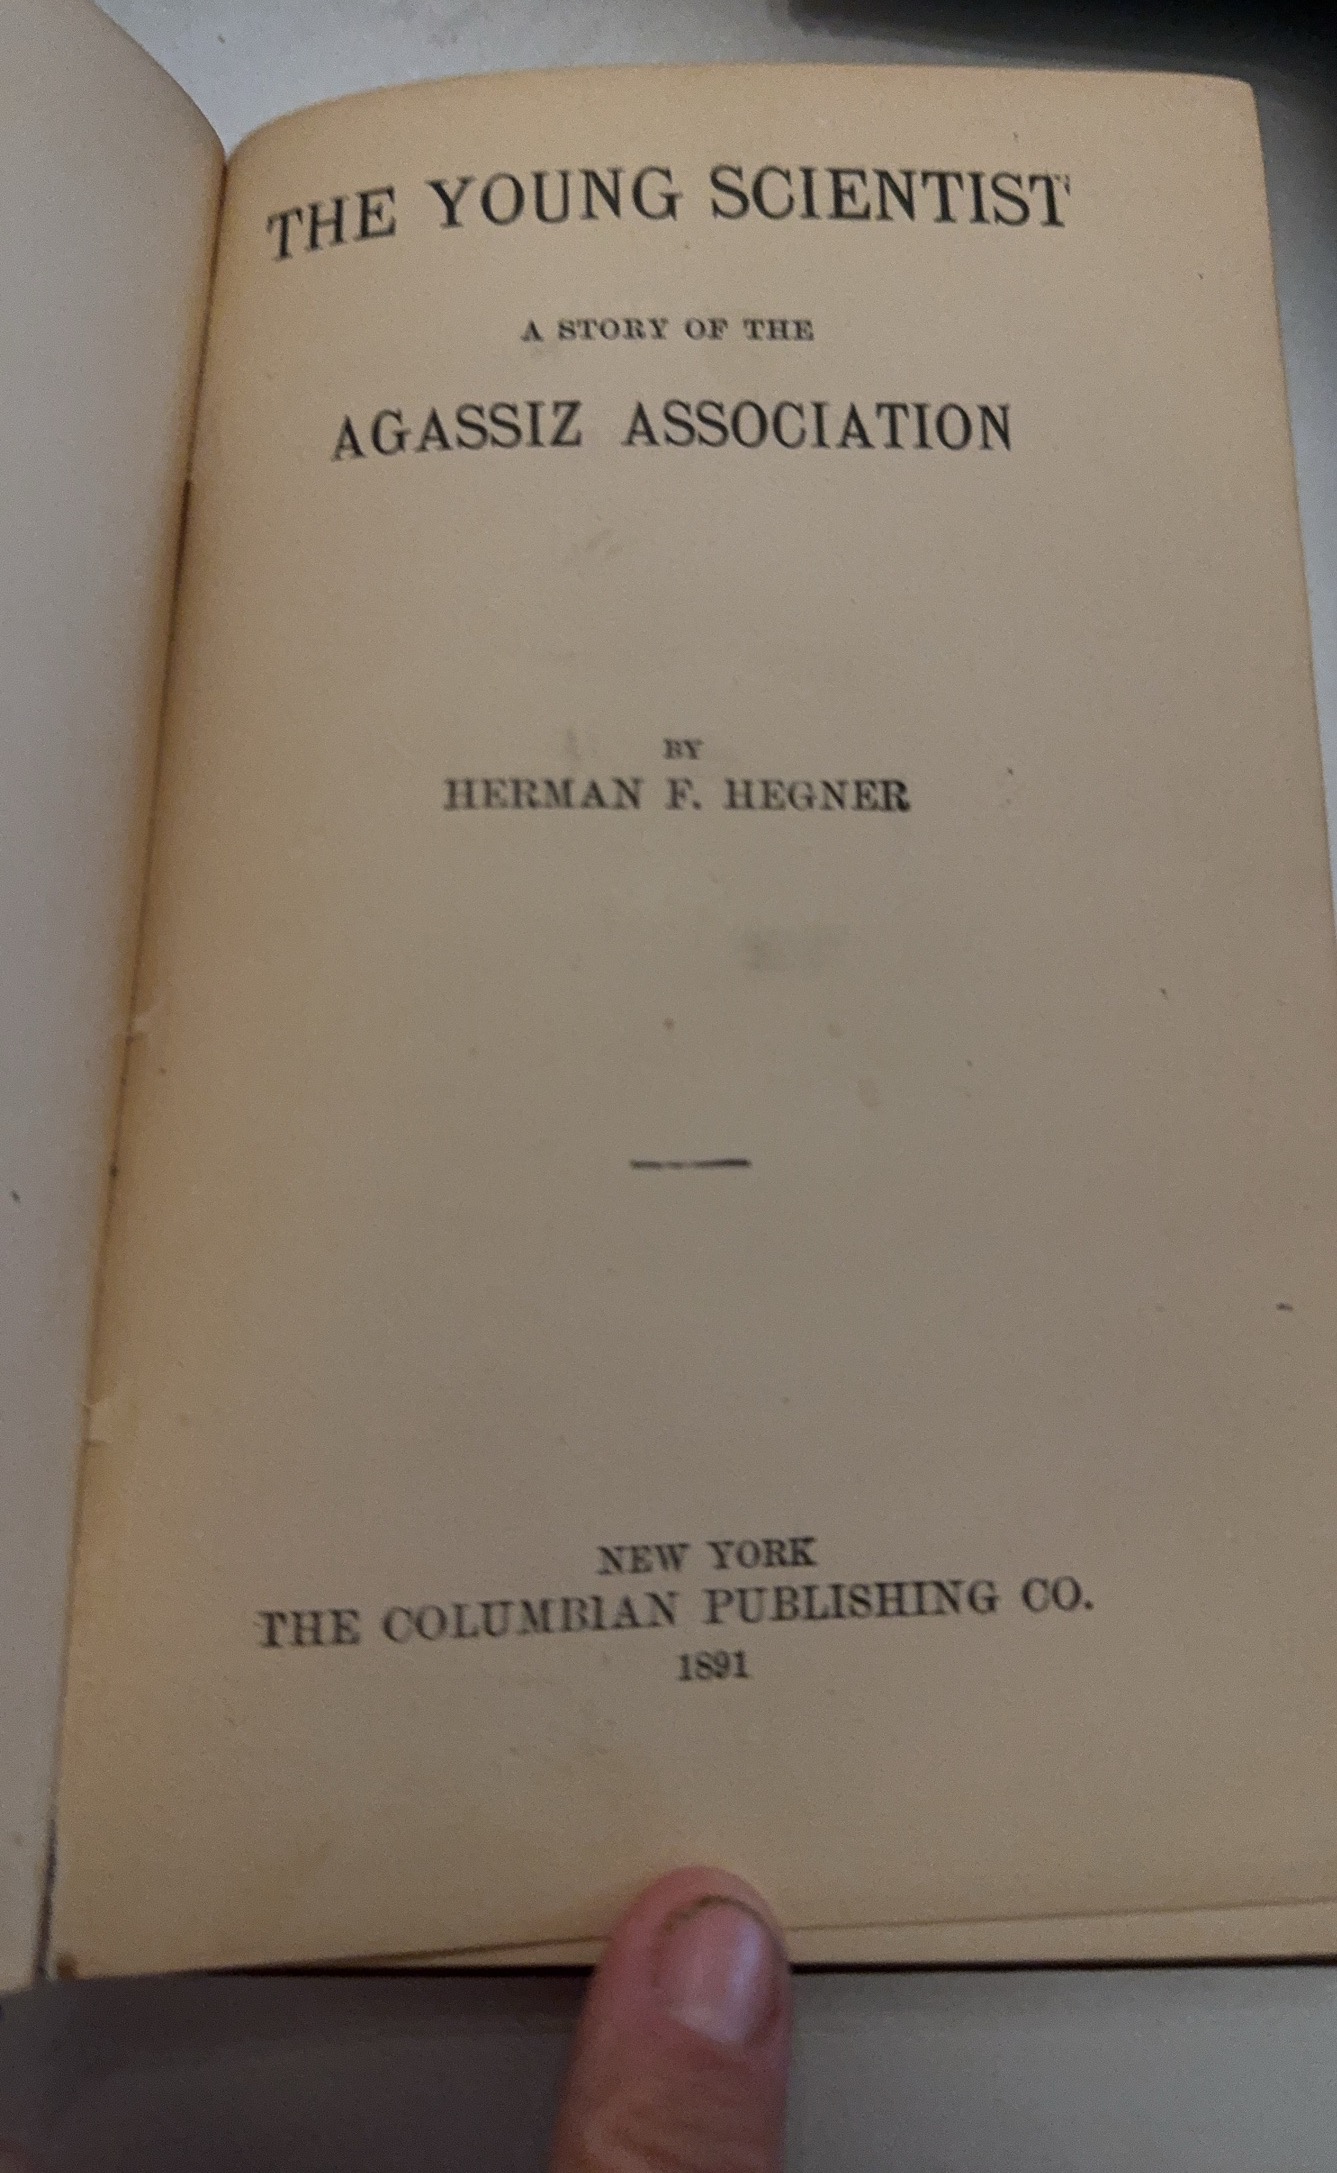 THE YOUNG SCIENTIST
A STORY OF THE
AGASSIZ ASSOCIATION
BY
HERMAN F. HEGNER
NEW YORK
THE COLUMBIAN PUBLISHING CO.
1891